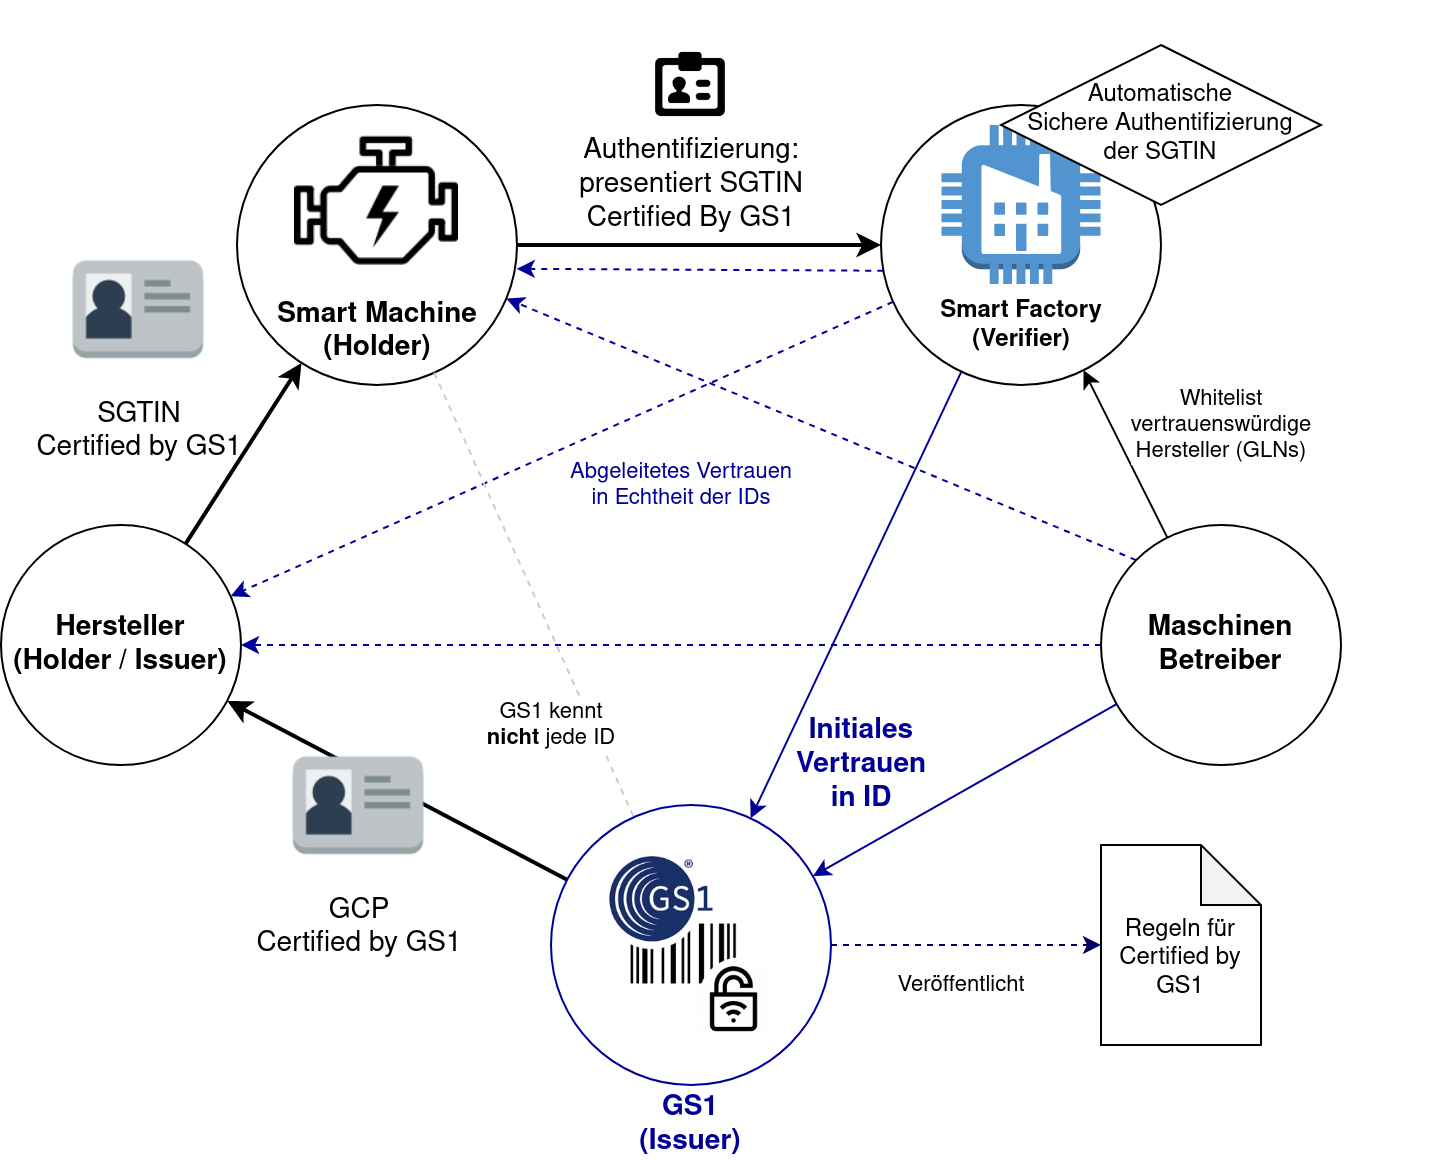 Automatische
Sichere Authentifizierung
der SGTIN
Authentifizierung:
presentiert SGTIN
Certified By GS1
Smart Machine
(Holder)
Smart Factory
(Verifier)
SGTIN
Certified by GS1
Whitelist
vertrauenswürdige
Hersteller (GLNs)
Abgeleitetes Vertrauen
in Echtheit der IDs
Hersteller
(Holder / Issuer)
Maschinen
Betreiber
GS1 kennt
nicht jede ID
Initiales
Vertrauen
in ID
GCP
Certified by GS1
GS1®
Regeln für
Certified by
GS1
Veröffentlicht
GS1
(Issuer)